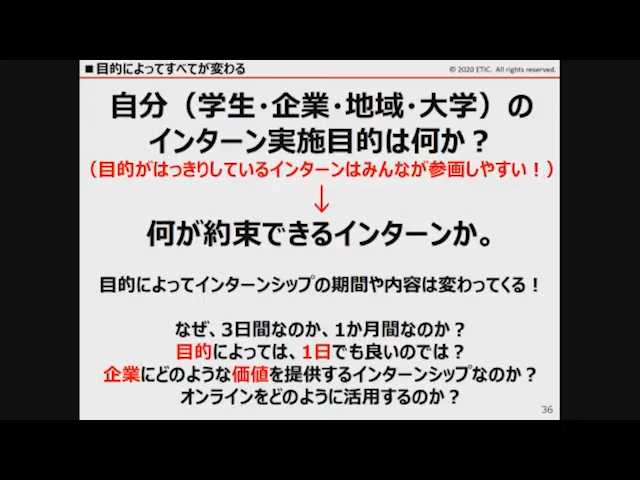 ■目的によってすべてが変わる
© 2020 ETIC. All rights reserved.
自分（学生・企業・地域・大学）の
インターン実施目的は何か？
（目的がはっきりしているインターンはみんなが参画しやすい！）
↓
何が約束できるインターンか。
目的によってインターンシップの期間や内容は変わってくる！
なぜ、3日間なのか、1か月間なのか？
目的によっては、1日でも良いのでは？
企業にどのような価値を提供するインターンシップなのか？
オンラインをどのように活用するのか？
36